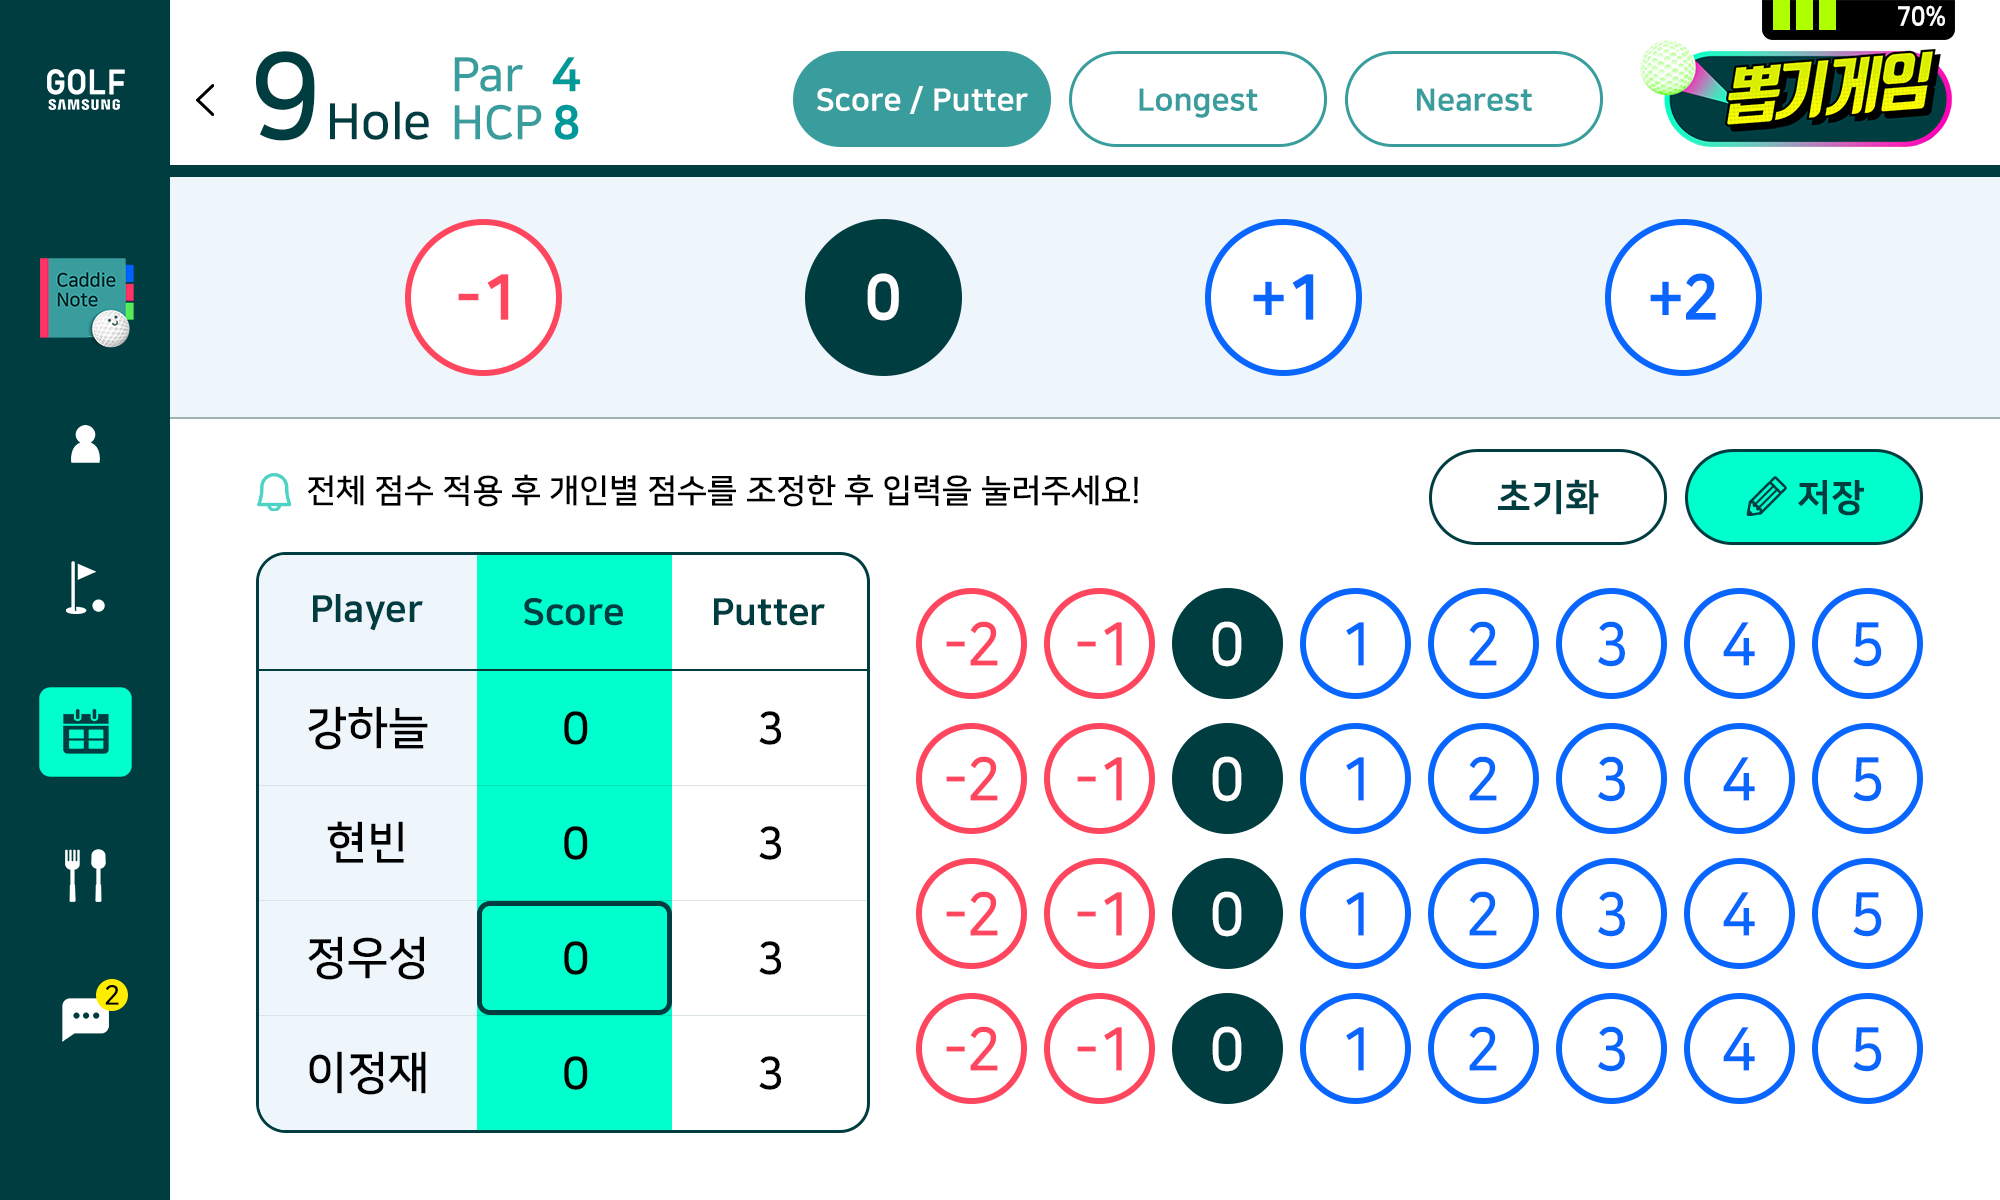 70%
GOLF
SAMSUNG
9 Hole
Par 4
HCP 8
Score / Putter
Longest
Nearest
뽑기게임
-1
0
+1
+2
Caddie
Note
전체 점수 적용 후 개인별 점수를 조정한 후 입력을 눌러주세요!
초기화
저장
Player Score Putter
강하늘 0 3
-2 -1 0 1 2 3 4 5
현빈 0 3
-2 -1 0 1 2 3 4 5
정우성 0 3
-2 -1 0 1 2 3 4 5
이정재 0 3
-2 -1 0 1 2 3 4 5
2